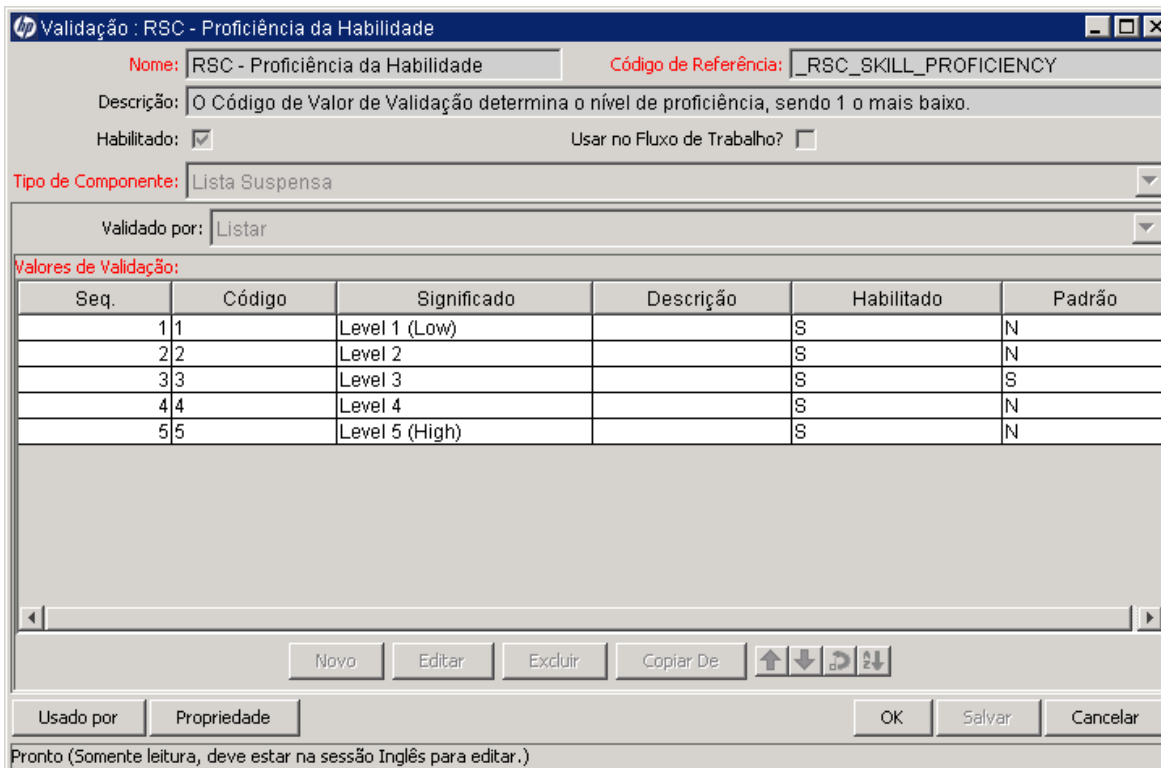 hp Validação : RSC - Proficiência da Habilidade
Nome: RSC - Proficiência da Habilidade Código de Referência: _RSC_SKILL_PROFICIENCY
Descrição: O Código de Valor de Validação determina o nível de proficiência, sendo 1 o mais baixo.
Habilitado: Usar no Fluxo de Trabalho?
Tipo de Componente: Lista Suspensa
Validado por: Listar
Valores de Validação:
Seq. Código Significado Descrição Habilitado Padrão
1 1 Level 1 (Low) S N
2 2 Level 2 S N
3 3 Level 3 S S
4 4 Level 4 S N
5 5 Level 5 (High) S N
Novo Editar Excluir Copiar De
Usado por Propriedade OK Salvar Cancelar
Pronto (Somente leitura, deve estar na sessão Inglês para editar.)